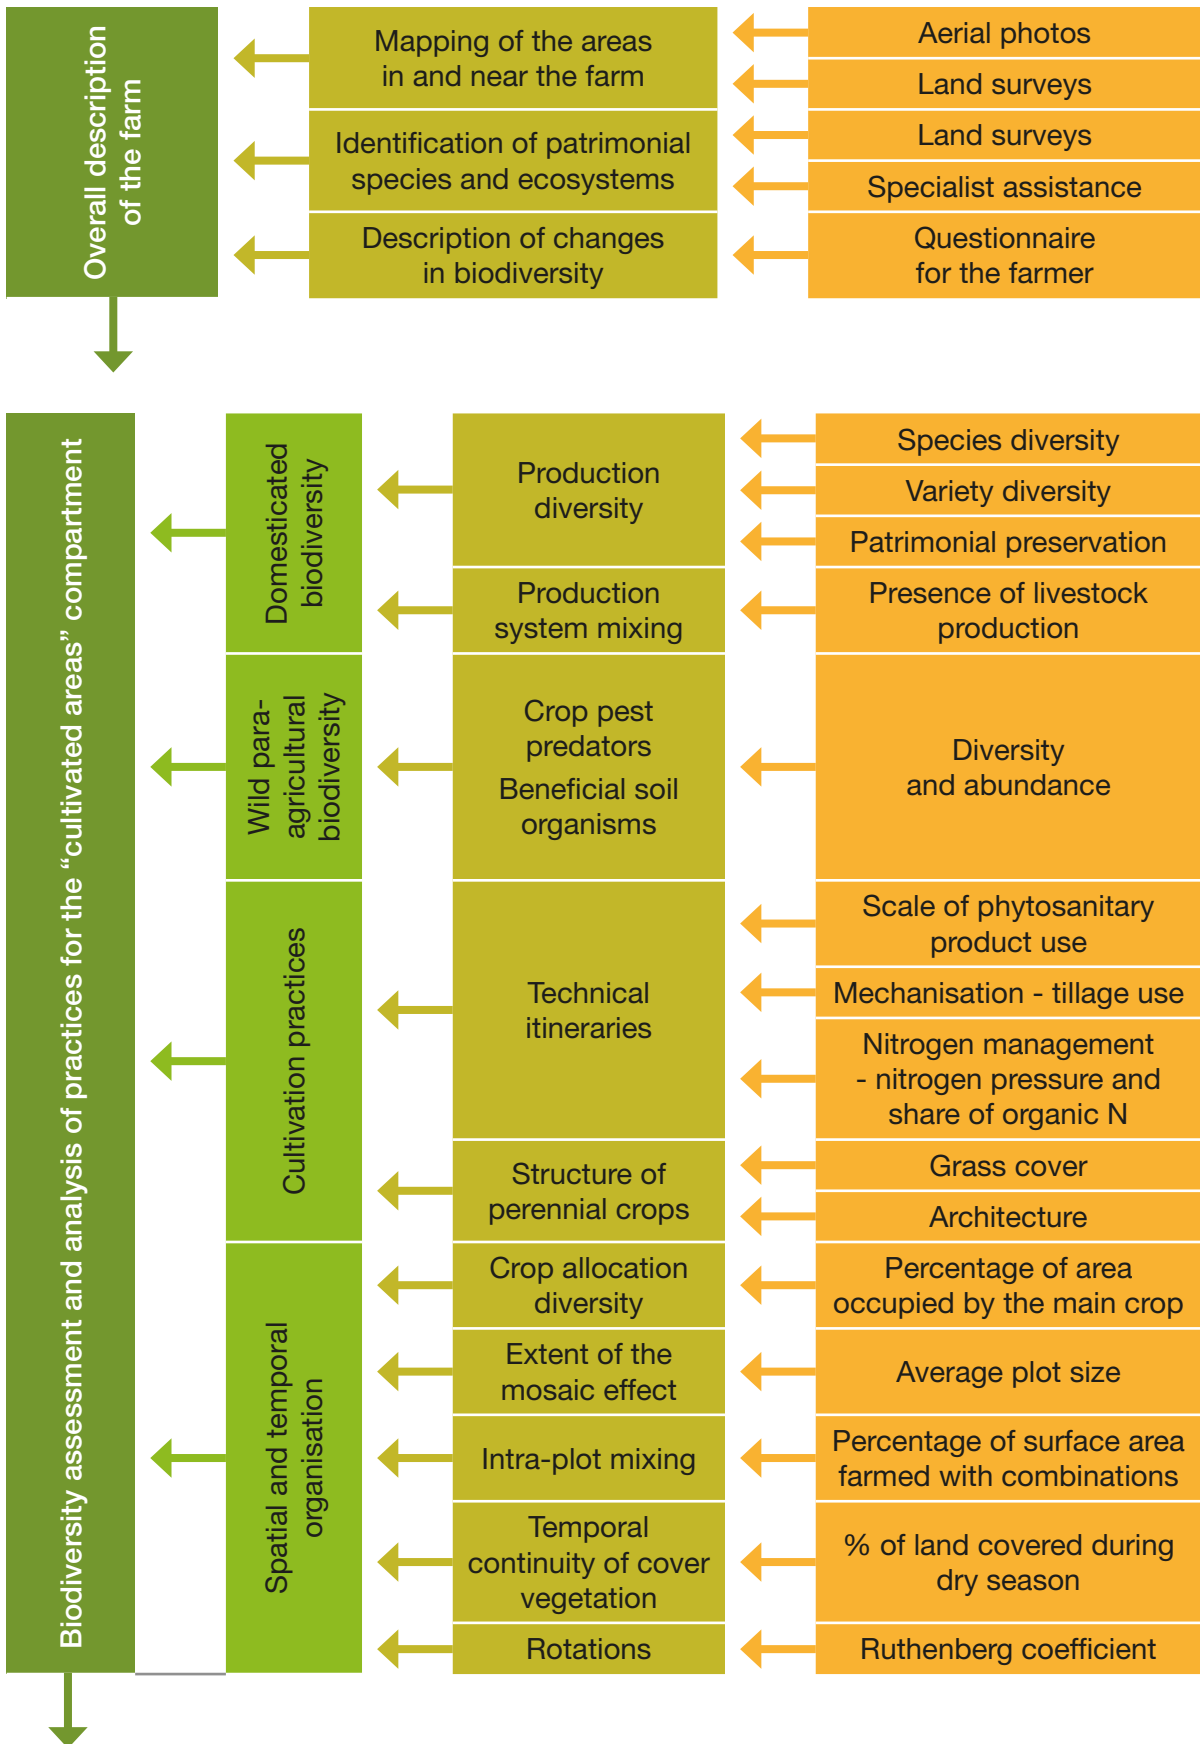 Overall description
of the farm
Mapping of the areas
in and near the farm
Aerial photos
Land surveys
Identification of patrimonial
species and ecosystems
Land surveys
Specialist assistance
Description of changes
in biodiversity
Questionnaire
for the farmer
Biodiversity assessment and analysis of practices for the “cultivated areas” compartment
Domesticated
biodiversity
Production
diversity
Species diversity
Variety diversity
Patrimonial preservation
Production
system mixing
Presence of livestock
production
Wild para-
agricultural
biodiversity
Crop pest
predators
Beneficial soil
organisms
Diversity
and abundance
Cultivation practices
Technical
itineraries
Scale of phytosanitary
product use
Mechanisation - tillage use
Nitrogen management
- nitrogen pressure and
share of organic N
Structure of
perennial crops
Grass cover
Architecture
Spatial and temporal
organisation
Crop allocation
diversity
Percentage of area
occupied by the main crop
Extent of the
mosaic effect
Average plot size
Intra-plot mixing
Percentage of surface area
farmed with combinations
Temporal
continuity of cover
vegetation
% of land covered during
dry season
Rotations
Ruthenberg coefficient